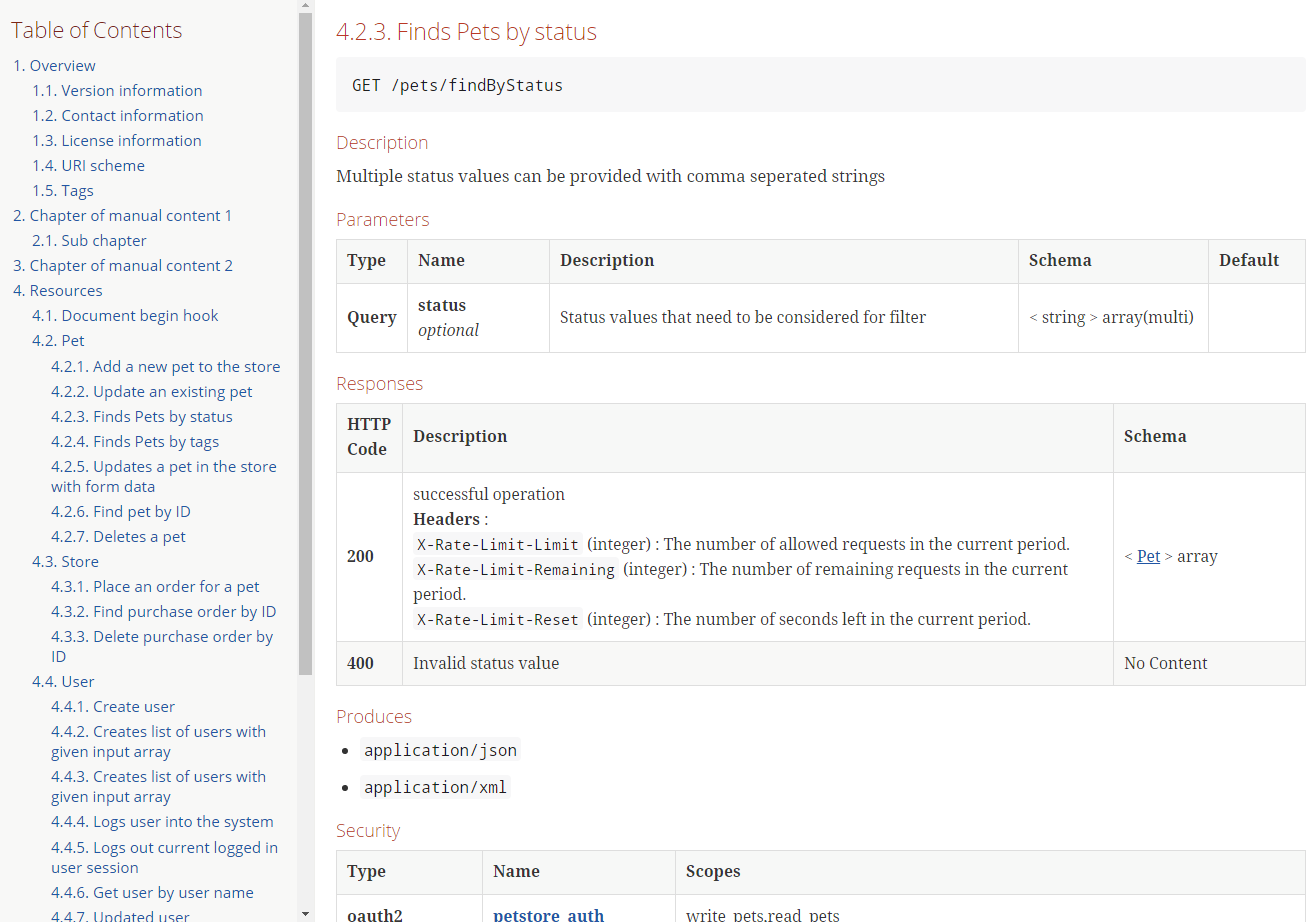 Table of Contents
1. Overview
1.1. Version information
1.2. Contact information
1.3. License information
1.4. URI scheme
1.5. Tags
2. Chapter of manual content 1
2.1. Sub chapter
3. Chapter of manual content 2
4. Resources
4.1. Document begin hook
4.2. Pet
4.2.1. Add a new pet to the store
4.2.2. Update an existing pet
4.2.3. Finds Pets by status
4.2.4. Finds Pets by tags
4.2.5. Updates a pet in the store
with form data
4.2.6. Find pet by ID
4.2.7. Deletes a pet
4.3. Store
4.3.1. Place an order for a pet
4.3.2. Find purchase order by ID
4.3.3. Delete purchase order by
ID
4.4. User
4.4.1. Create user
4.4.2. Creates list of users with
given input array
4.4.3. Creates list of users with
given input array
4.4.4. Logs user into the system
4.4.5. Logs out current logged in
user session
4.4.6. Get user by user name
4.4.7. Updated user
4.2.3. Finds Pets by status
GET /pets/findByStatus
Description
Multiple status values can be provided with comma seperated strings
Parameters
Type Name Description Schema Default
Query status optional Status values that need to be considered for filter < string > array(multi)
Responses
HTTP Code Description Schema
200
successful operation
Headers :
X-Rate-Limit-Limit (integer) : The number of allowed requests in the current period.
X-Rate-Limit-Remaining (integer) : The number of remaining requests in the current
period.
X-Rate-Limit-Reset (integer) : The number of seconds left in the current period.
< Pet > array
400 Invalid status value No Content
Produces
application/json
application/xml
Security
Type Name Scopes
oauth2 petstore_auth write_pets,read_pets